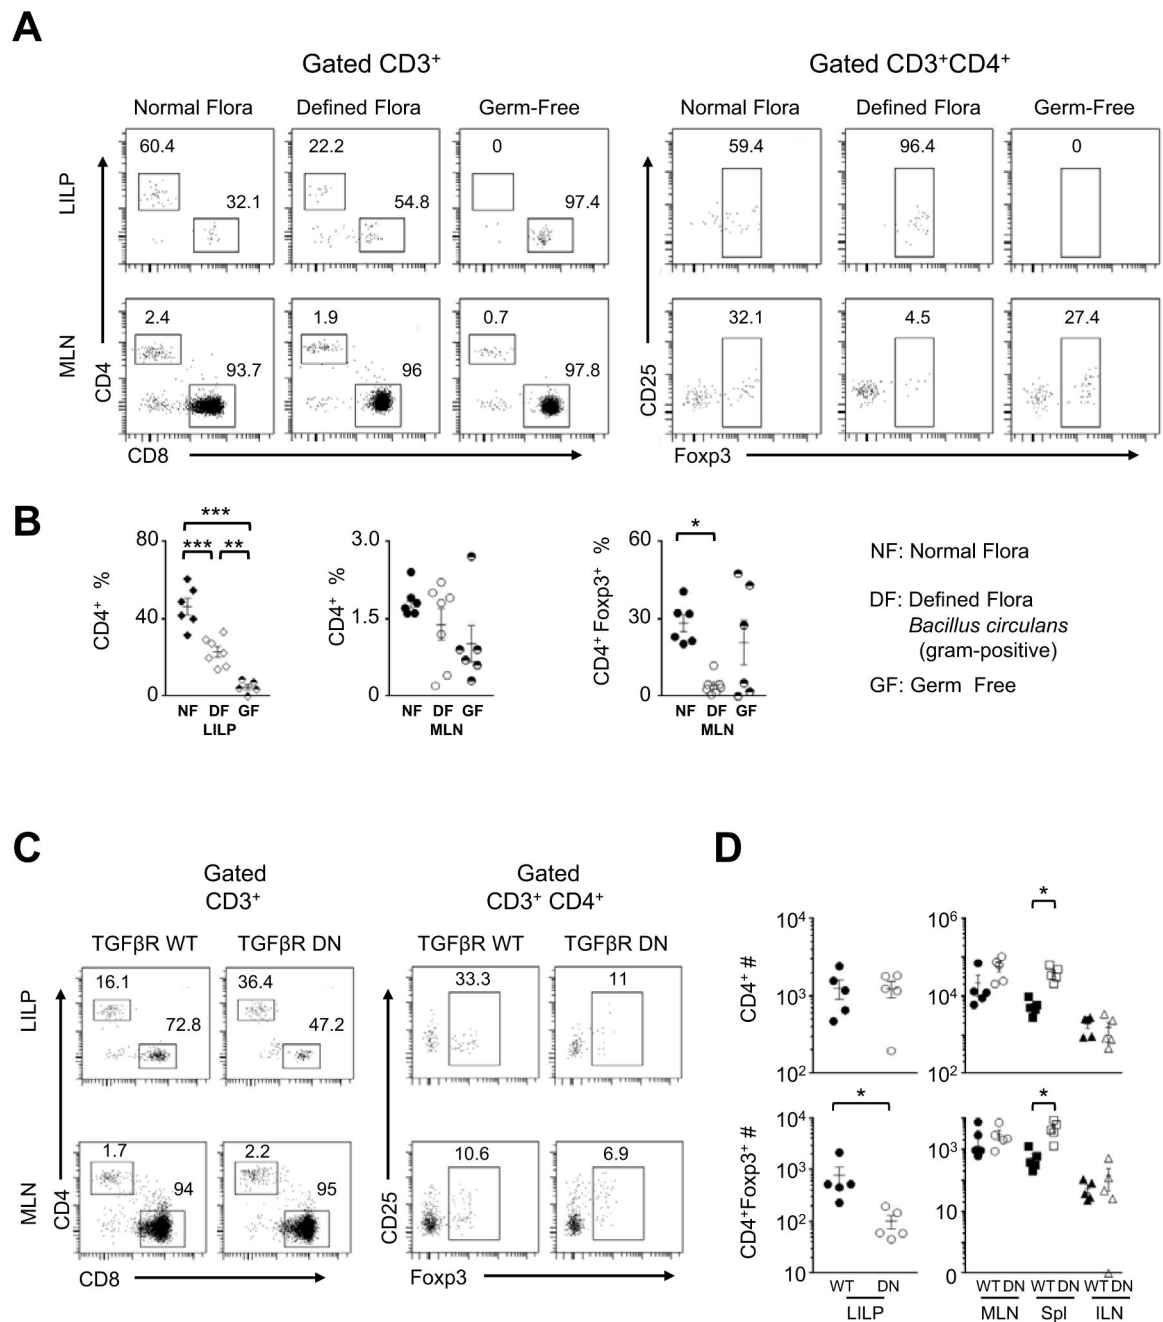 A
Gated CD3⁺
Gated CD3⁺CD4⁺
Normal Flora Defined Flora Germ-Free
Normal Flora Defined Flora Germ-Free
LILP
60.4 32.1
22.2 54.8
0 97.4
59.4
96.4
0
MLN
2.4 93.7
1.9 96
0.7 97.8
32.1
4.5
27.4
CD4
CD8
CD25
Foxp3
B
CD4⁺ %
80
40
0
***
*** **
NF DF GF
LILP
CD4⁺ %
3.0
1.5
0
NF DF GF
MLN
CD4⁺Foxp3⁺ %
60
30
0
*
NF DF GF
MLN
NF: Normal Flora
DF: Defined Flora
Bacillus circulans
(gram-positive)
GF: Germ Free
C
Gated
CD3⁺
Gated
CD3⁺ CD4⁺
TGFβR WT TGFβR DN
TGFβR WT TGFβR DN
LILP
16.1 72.8
36.4 47.2
33.3
11
MLN
1.7 94
2.2 95
10.6
6.9
CD4
CD8
CD25
Foxp3
D
CD4⁺ #
10⁴
10³
10²
10⁶
10⁴
10²
*
CD4⁺Foxp3⁺ #
10⁴
10³
10²
10
*
10³
10
0
*
WT DN
LILP
WT DN WT DN WT DN
MLN Spl ILN